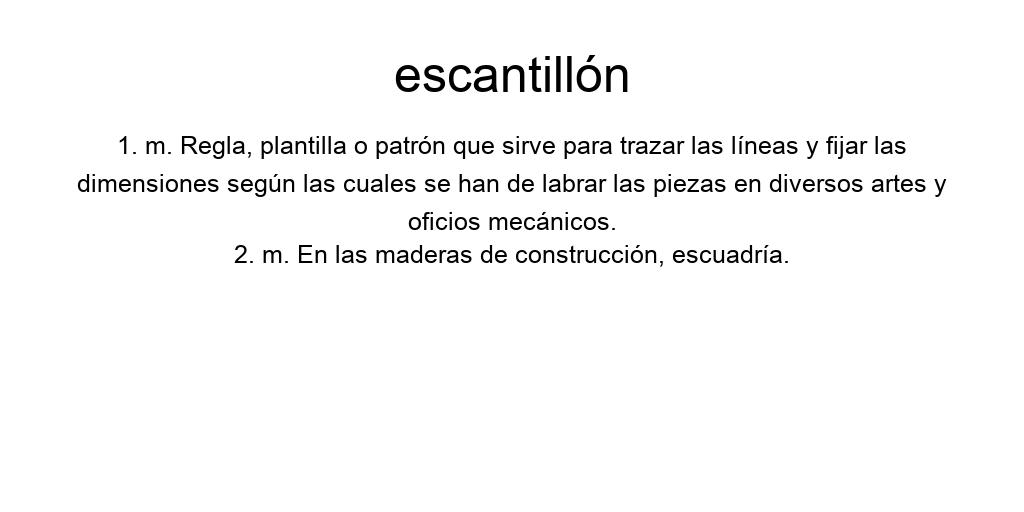 escantillón
1. m. Regla, plantilla o patrón que sirve para trazar las líneas y fijar las
dimensiones según las cuales se han de labrar las piezas en diversos artes y
oficios mecánicos.
2. m. En las maderas de construcción, escuadría.